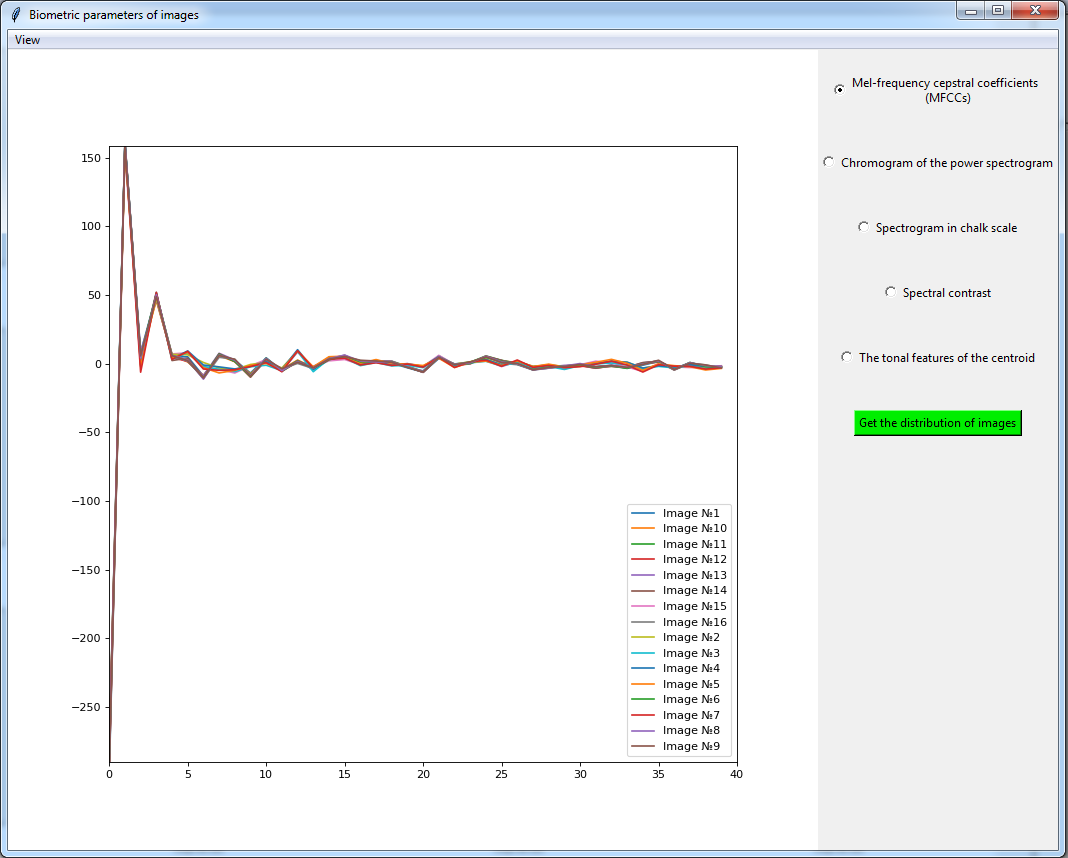 Biometric parameters of images
View
Mel-frequency cepstral coefficients
(MFCCs)
Chromogram of the power spectrogram
Spectrogram in chalk scale
Spectral contrast
The tonal features of the centroid
Get the distribution of images
150
100
50
0
−50
−100
−150
−200
−250
0 5 10 15 20 25 30 35 40
Image №1
Image №10
Image №11
Image №12
Image №13
Image №14
Image №15
Image №16
Image №2
Image №3
Image №4
Image №5
Image №6
Image №7
Image №8
Image №9